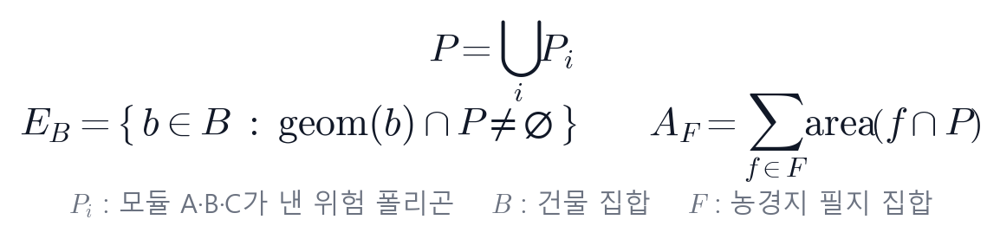 P = ⋃_i P_i
E_B = { b ∈ B : geom(b) ∩ P ≠ ∅ } A_F = ∑_{f ∈ F} area(f ∩ P)
P_i : 모듈 A·B·C가 낸 위험 폴리곤 B : 건물 집합 F : 농경지 필지 집합